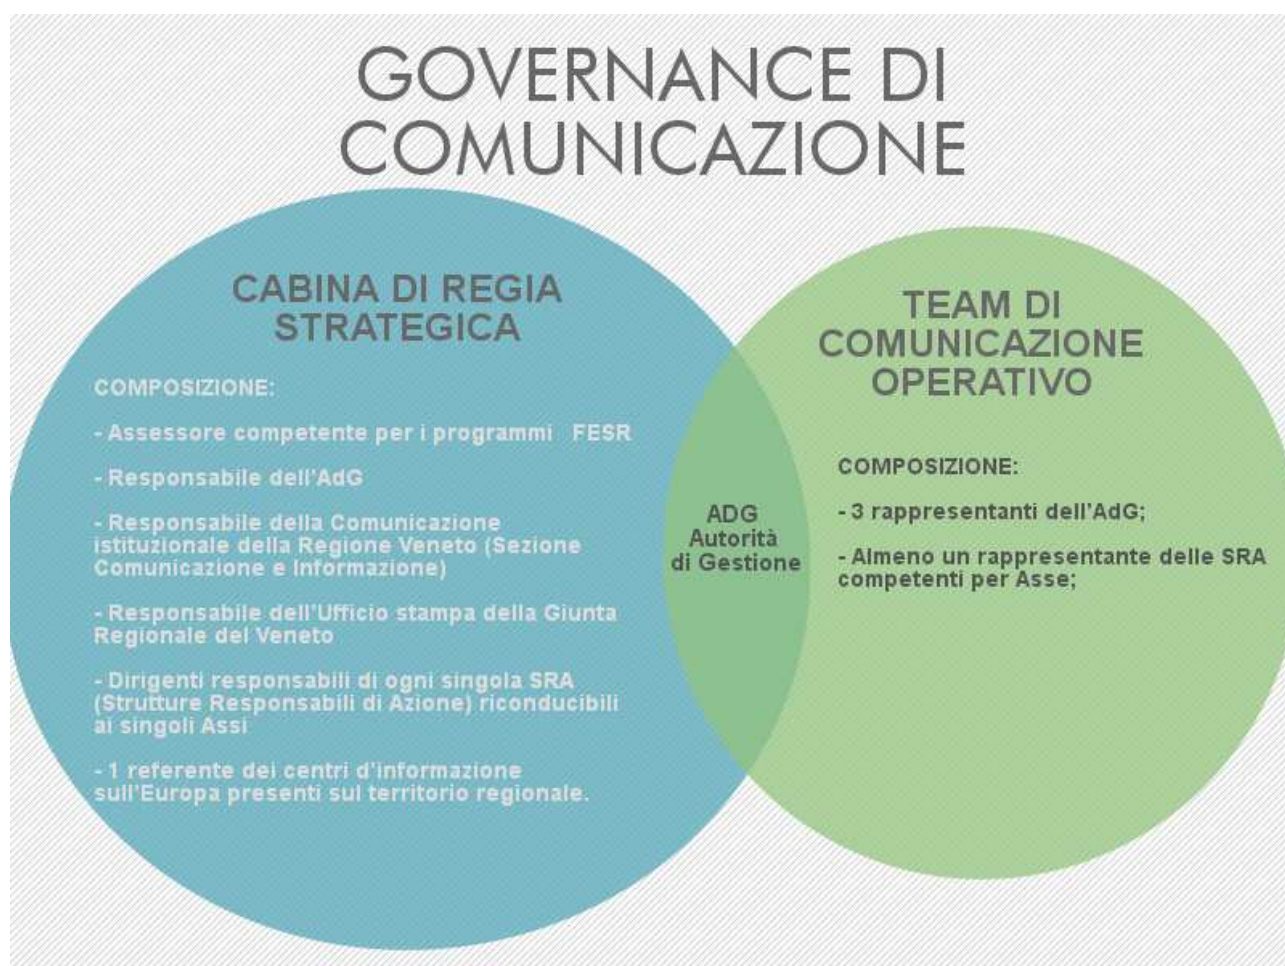 GOVERNANCE DI
COMUNICAZIONE
CABINA DI REGIA
STRATEGICA
COMPOSIZIONE:
- Assessore competente per i programmi FESR
- Responsabile dell'AdG
- Responsabile della Comunicazione
istituzionale della Regione Veneto (Sezione
Comunicazione e Informazione)
- Responsabile dell'Ufficio stampa della Giunta
Regionale del Veneto
- Dirigenti responsabili di ogni singola SRA
(Strutture Responsabili di Azione) riconducibili
ai singoli Assi
- 1 referente dei centri d'informazione
sull'Europa presenti sul territorio regionale.
ADG
Autorità
di Gestione
TEAM DI
COMUNICAZIONE
OPERATIVO
COMPOSIZIONE:
- 3 rappresentanti dell'AdG;
- Almeno un rappresentante delle SRA
competenti per Asse;